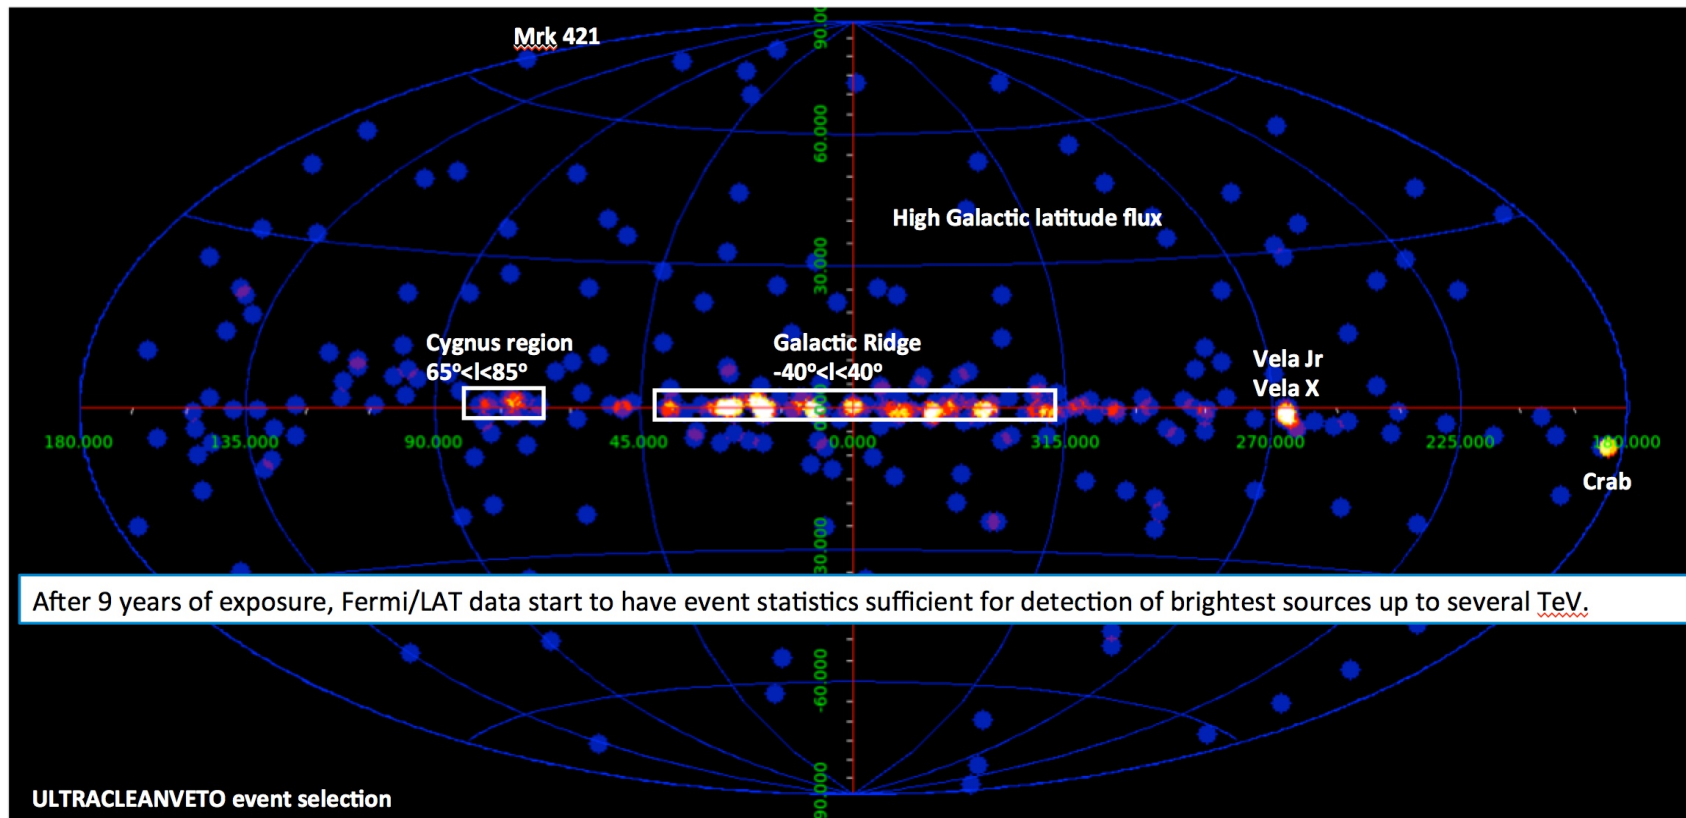 Mrk 421
90.000
60.000
High Galactic latitude flux
30.000
Cygnus region
65°<l<85°
Galactic Ridge
-40°<l<40°
Vela Jr
Vela X
180.000 135.000 90.000 45.000 0.000 315.000 270.000 225.000 180.000
Crab
30.000
After 9 years of exposure, Fermi/LAT data start to have event statistics sufficient for detection of brightest sources up to several TeV.
-60.000
90.000
ULTRACLEANVETO event selection